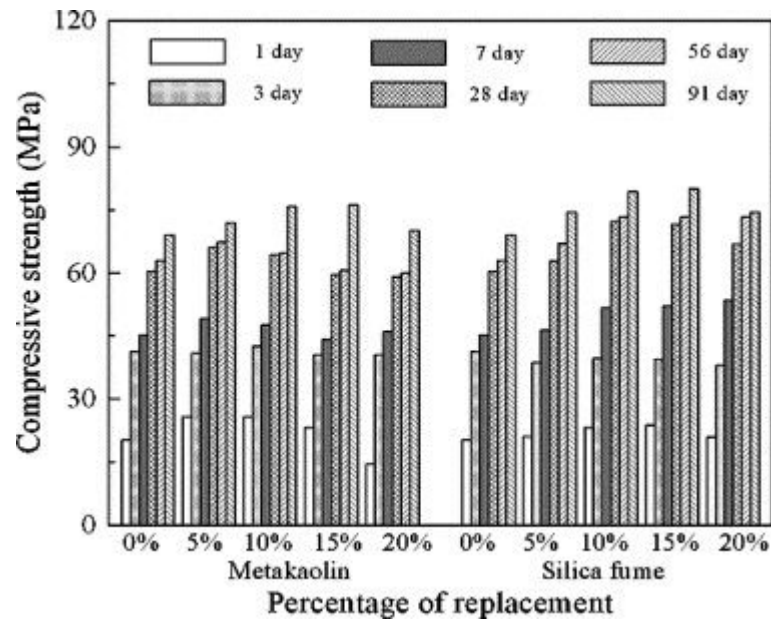 120
90
60
30
0
Compressive strength (MPa)
1 day
7 day
56 day
3 day
28 day
91 day
0% 5% 10% 15% 20% 0% 5% 10% 15% 20%
Metakaolin Silica fume
Percentage of replacement